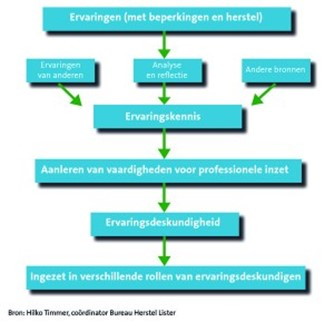 Ervaringen (met beperkingen en herstel)
Ervaringen
van anderen
Analyse
en reflectie
Andere bronnen
Ervaringskennis
Aanleren van vaardigheden voor professionele inzet
Ervaringsdeskundigheid
Ingezet in verschillende rollen van ervaringsdeskundigen
Bron: Hilko Timmer, coördinator Bureau Herstel Lister